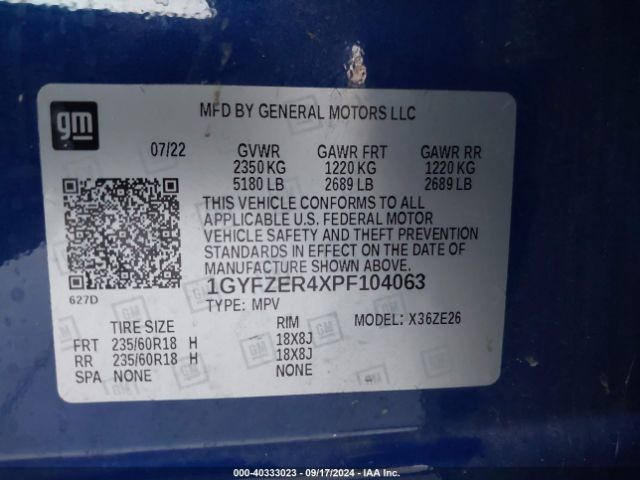 gm
MFD BY GENERAL MOTORS LLC
07/22 GVWR GAWR FRT GAWR RR
2350 KG 1220 KG 1220 KG
5180 LB 2689 LB 2689 LB
THIS VEHICLE CONFORMS TO ALL
APPLICABLE U.S. FEDERAL MOTOR
VEHICLE SAFETY AND THEFT PREVENTION
STANDARDS IN EFFECT ON THE DATE OF
MANUFACTURE SHOWN ABOVE.
1GYFZER4XPF104063
627D
TYPE: MPV
TIRE SIZE RIM MODEL: X36ZE26
FRT 235/60R18 H 18X8J
RR 235/60R18 H 18X8J
SPA NONE NONE
000-40333023 - 09/17/2024 - IAA Inc.